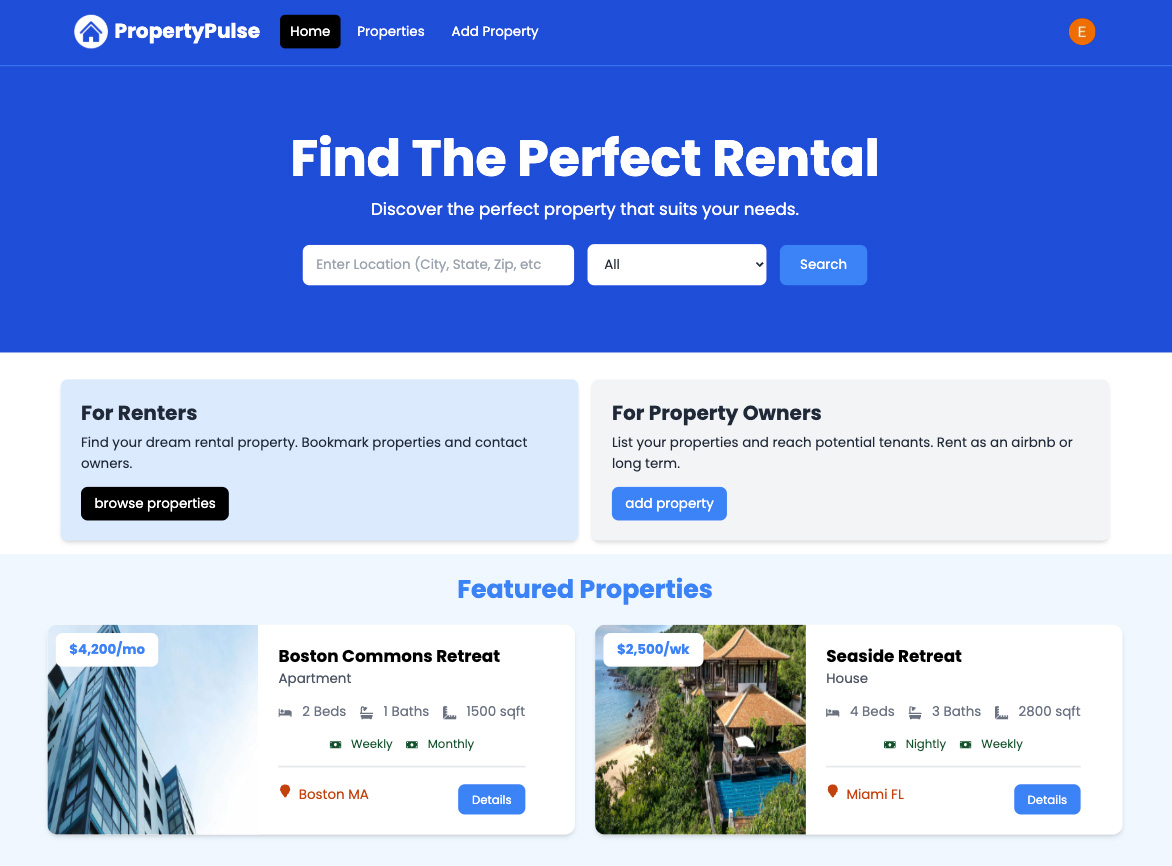 PropertyPulse
Home
Properties
Add Property
E
Find The Perfect Rental
Discover the perfect property that suits your needs.
Enter Location (City, State, Zip, etc
All
Search
For Renters
Find your dream rental property. Bookmark properties and contact
owners.
browse properties
For Property Owners
List your properties and reach potential tenants. Rent as an airbnb or
long term.
add property
Featured Properties
$4,200/mo
Boston Commons Retreat
Apartment
2 Beds 1 Baths 1500 sqft
Weekly Monthly
Boston MA
Details
$2,500/wk
Seaside Retreat
House
4 Beds 3 Baths 2800 sqft
Nightly Weekly
Miami FL
Details